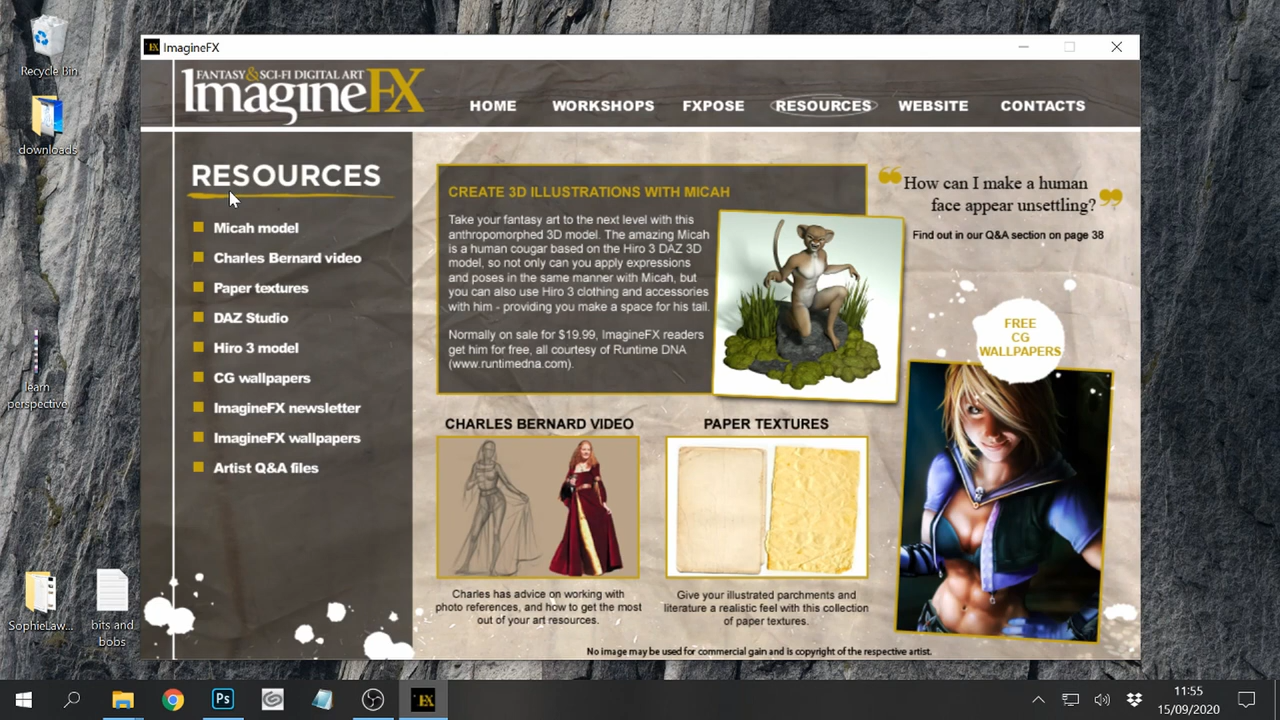 Recycle Bin
downloads
learn
perspective
SophieLaw...
bits and
bobs
ImagineFX
FANTASY & SCI-FI DIGITAL ART
ImagineFX
HOME WORKSHOPS FXPOSE RESOURCES WEBSITE CONTACTS
RESOURCES
Micah model
Charles Bernard video
Paper textures
DAZ Studio
Hiro 3 model
CG wallpapers
ImagineFX newsletter
ImagineFX wallpapers
Artist Q&A files
CREATE 3D ILLUSTRATIONS WITH MICAH
Take your fantasy art to the next level with this
anthropomorphed 3D model. The amazing Micah
is a human cougar based on the Hiro 3 DAZ 3D
model, so not only can you apply expressions
and poses in the same manner with Micah, but
you can also use Hiro 3 clothing and accessories
with him - providing you make a space for his tail.
Normally on sale for $19.99, ImagineFX readers
get him for free, all courtesy of Runtime DNA
(www.runtimedna.com).
“How can I make a human
face appear unsettling?”
Find out in our Q&A section on page 38
FREE
CG
WALLPAPERS
CHARLES BERNARD VIDEO
Charles has advice on working with
photo references, and how to get the most
out of your art resources.
PAPER TEXTURES
Give your illustrated parchments and
literature a realistic feel with this collection
of paper textures.
No image may be used for commercial gain and is copyright of the respective artist.
Ps
FX
11:55
15/09/2020